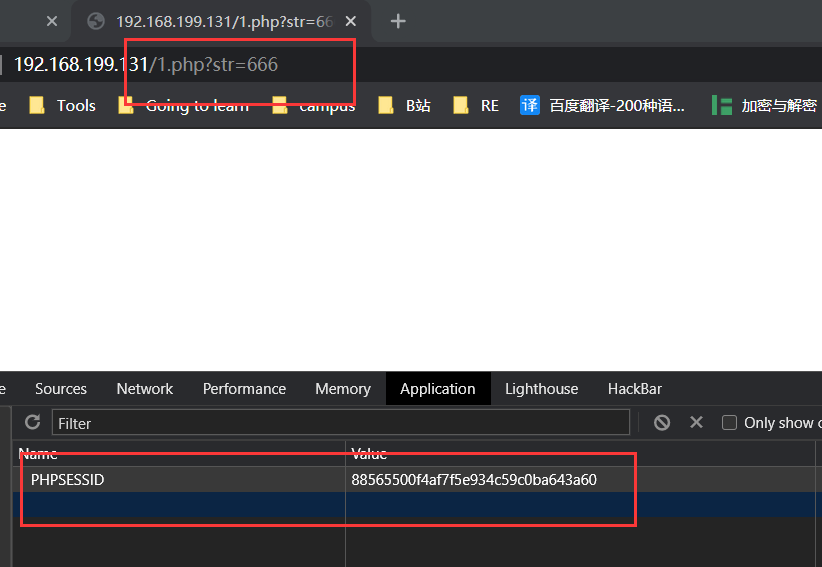 192.168.199.131/1.php?str=66
192.168.199.131/1.php?str=666
e Tools Going to learn campus B站 RE 译 百度翻译-200种语... 加密与解密
e Sources Network Performance Memory Application Lighthouse HackBar
Filter Only show o
Name Value
PHPSESSID 88565500f4af7f5e934c59c0ba643a60